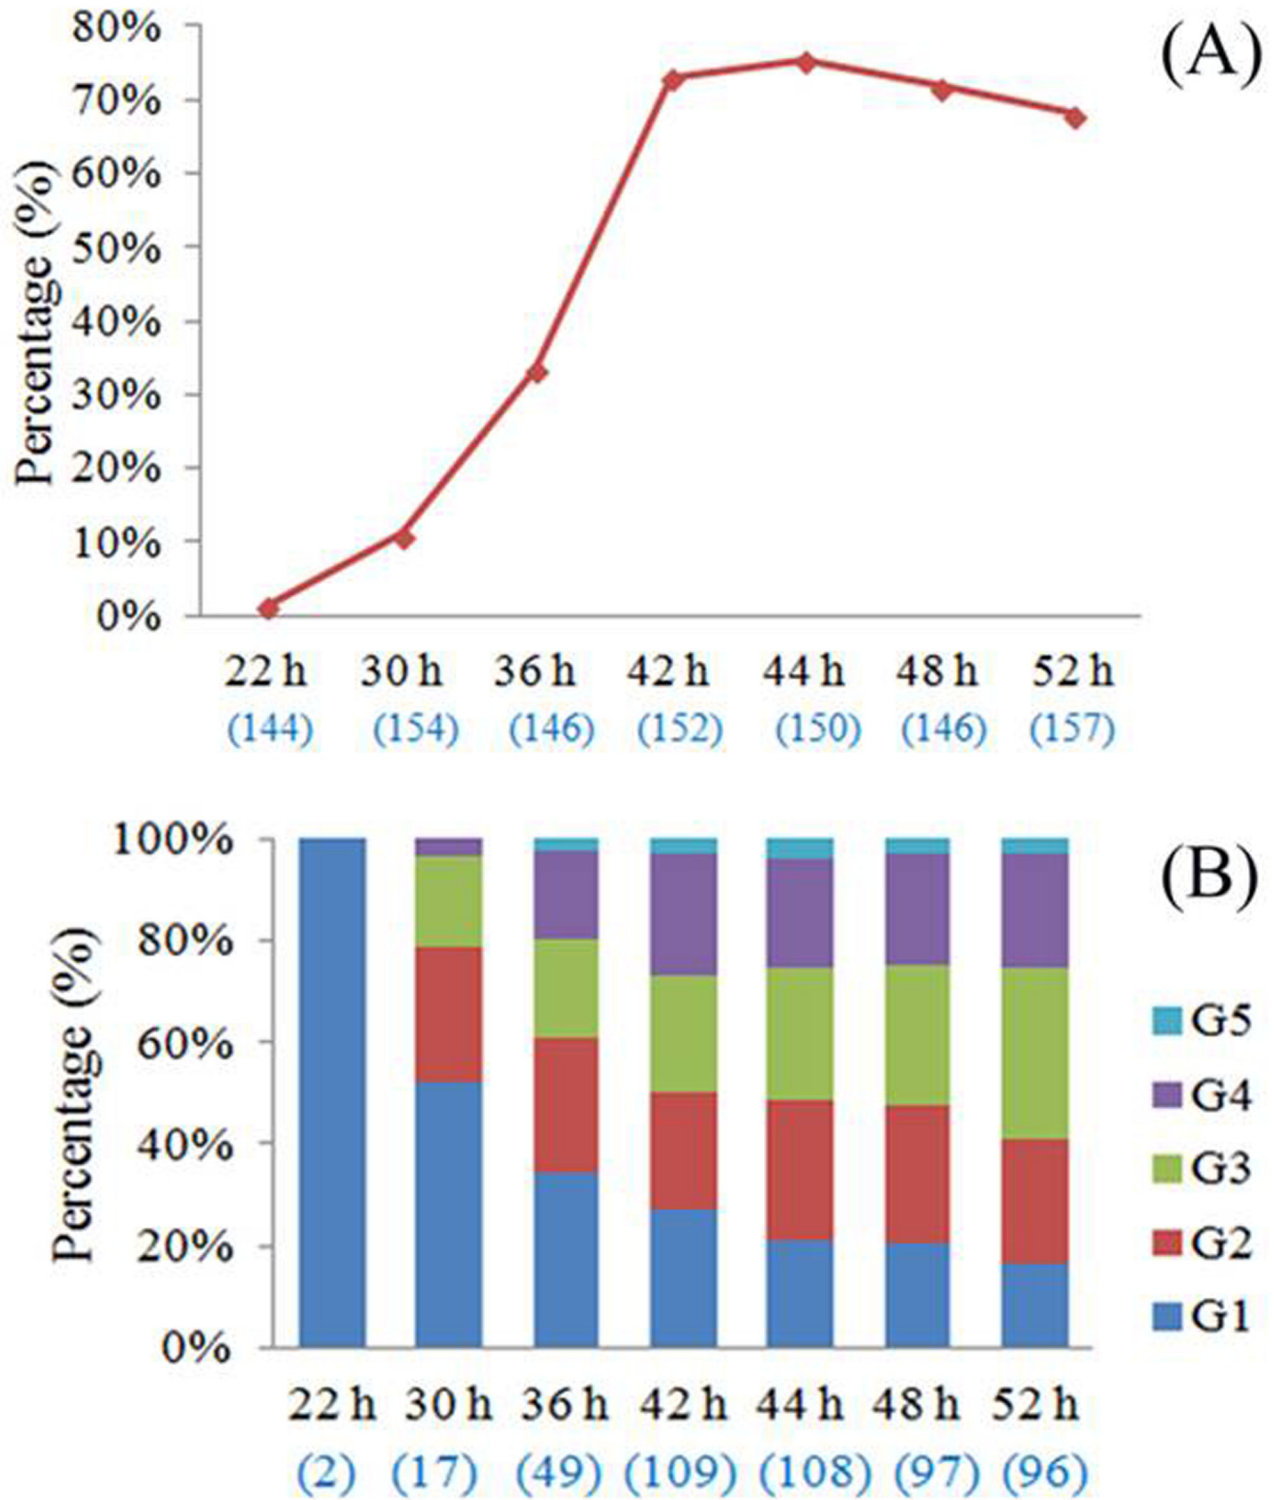 (A)
Percentage (%)
80%
70%
60%
50%
40%
30%
20%
10%
0%
22 h 30 h 36 h 42 h 44 h 48 h 52 h
(144) (154) (146) (152) (150) (146) (157)
(B)
Percentage (%)
100%
80%
60%
40%
20%
0%
G5
G4
G3
G2
G1
22 h 30 h 36 h 42 h 44 h 48 h 52 h
(2) (17) (49) (109) (108) (97) (96)